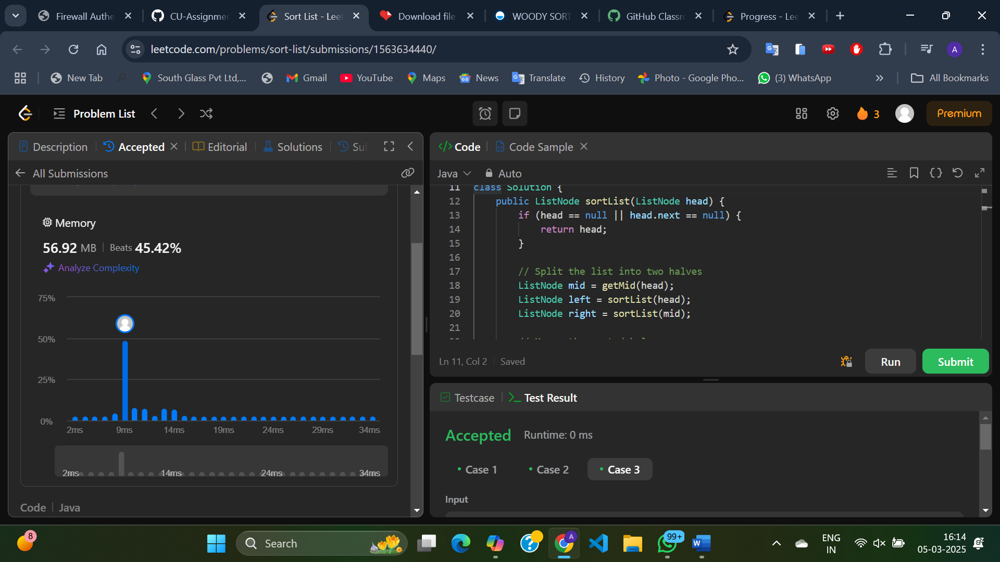 Firewall Authe
CU-Assignmer
Sort List - Leet
Download file
WOODY SORT
GitHub Classro
Progress - Lee
leetcode.com/problems/sort-list/submissions/1563634440/
A
New Tab
South Glass Pvt Ltd,...
Gmail
YouTube
Maps
News
Translate
History
Photo - Google Pho...
(3) WhatsApp
All Bookmarks
Problem List
3
Premium
Description
Accepted
Editorial
Solutions
Sub
All Submissions
Memory
56.92 MB
Beats 45.42%
Analyze Complexity
75%
50%
25%
0%
2ms 9ms 14ms 19ms 24ms 29ms 34ms
2ms 14ms 24ms 34ms
Code Java
Code
Code Sample
Java
Auto
11 class Solution {
12 public ListNode sortList(ListNode head) {
13 if (head == null || head.next == null) {
14 return head;
15 }
16
17 // Split the list into two halves
18 ListNode mid = getMid(head);
19 ListNode left = sortList(head);
20 ListNode right = sortList(mid);
21
Ln 11, Col 2 Saved
Run
Submit
Testcase
Test Result
Accepted Runtime: 0 ms
Case 1
Case 2
Case 3
Input
8
Search
A
99+
ENG
IN
16:14
05-03-2025